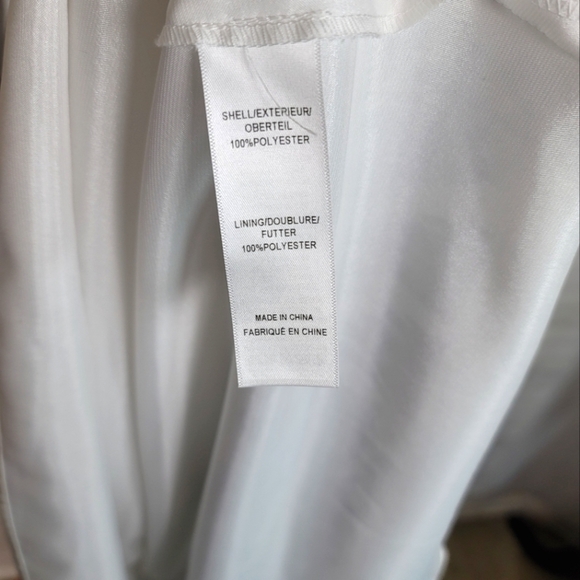 SHELL/EXTERIEUR/
OBERTEIL
100%POLYESTER
LINING/DOUBLURE/
FUTTER
100%POLYESTER
MADE IN CHINA
FABRIQUÉ EN CHINE